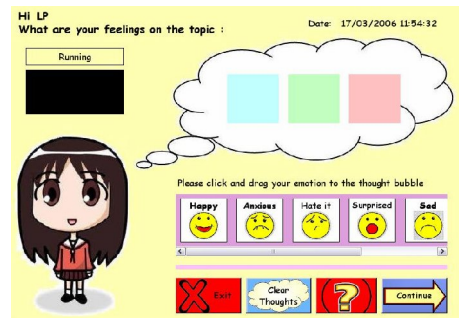 Hi LP
What are your feelings on the topic :
Date: 17/03/2006 11:54:32
Running
Please click and drag your emotion to the thought bubble
Happy
Anxious
Hate it
Surprised
Sad
Exit
Clear
Thoughts
?
Continue